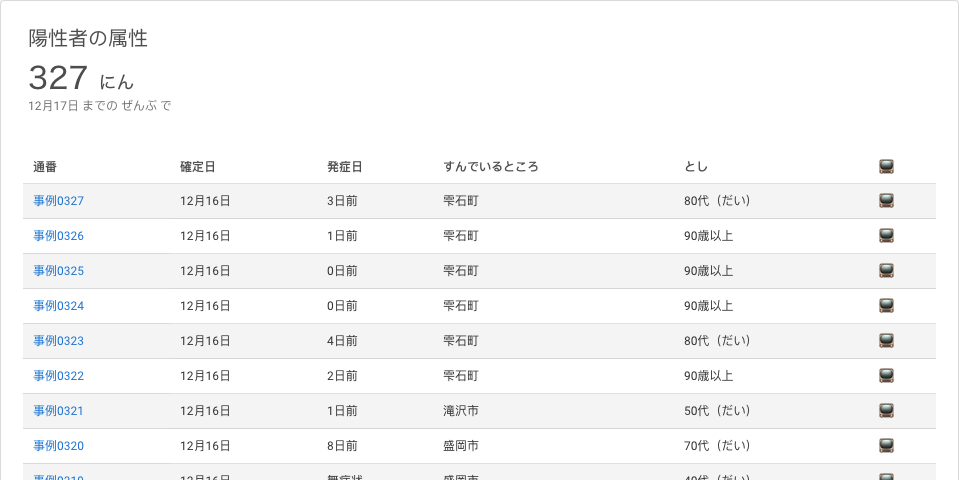 陽性者の属性
327 にん
12月17日 までの ぜんぶ で
通番 確定日 発症日 すんでいるところ とし
事例0327 12月16日 3日前 雫石町 80代（だい）
事例0326 12月16日 1日前 雫石町 90歳以上
事例0325 12月16日 0日前 雫石町 90歳以上
事例0324 12月16日 0日前 雫石町 90歳以上
事例0323 12月16日 4日前 雫石町 80代（だい）
事例0322 12月16日 2日前 雫石町 90歳以上
事例0321 12月16日 1日前 滝沢市 50代（だい）
事例0320 12月16日 8日前 盛岡市 70代（だい）
事例0319 12月16日 無症状 盛岡市 40代（だい）